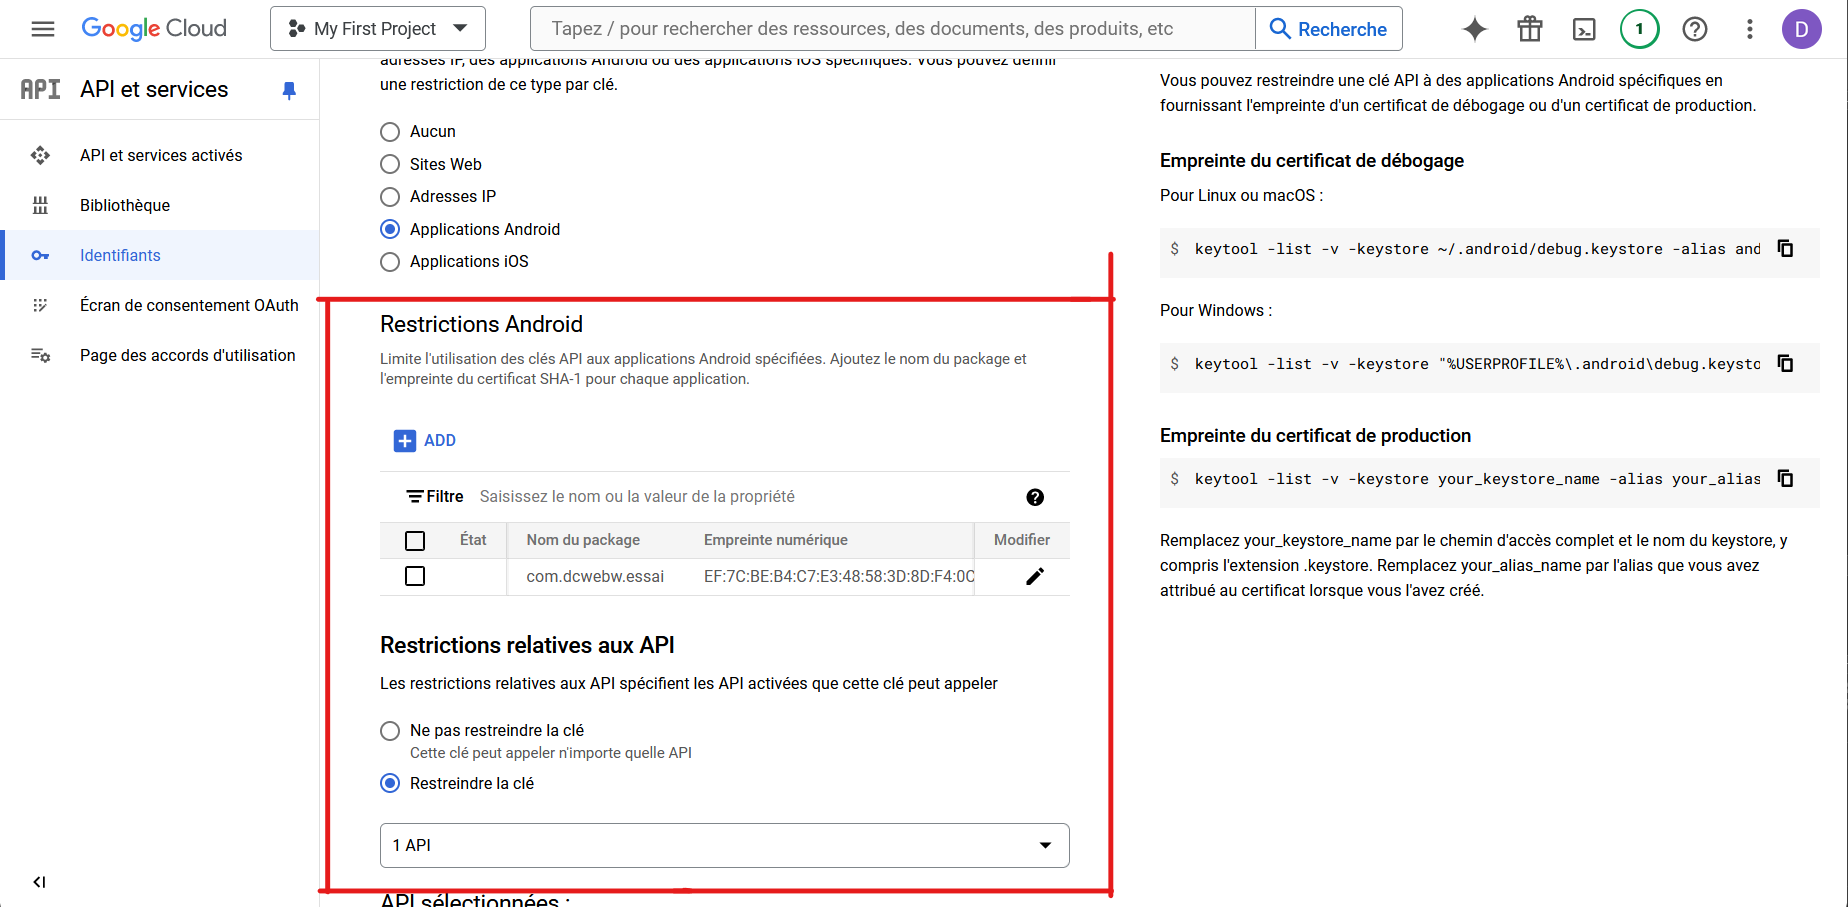 Google Cloud
My First Project
Tapez / pour rechercher des ressources, des documents, des produits, etc
Recherche
1
D
API
API et services
API et services activés
Bibliothèque
Identifiants
Écran de consentement OAuth
Page des accords d'utilisation
adresses IP, des applications Android ou des applications iOS spécifiques. Vous pouvez définir
une restriction de ce type par clé.
Aucun
Sites Web
Adresses IP
Applications Android
Applications iOS
Restrictions Android
Limite l'utilisation des clés API aux applications Android spécifiées. Ajoutez le nom du package et
l'empreinte du certificat SHA-1 pour chaque application.
ADD
Filtre Saisissez le nom ou la valeur de la propriété
État Nom du package Empreinte numérique Modifier
com.dcwebw.essai EF:7C:BE:B4:C7:E3:48:58:3D:8D:F4:0C
Restrictions relatives aux API
Les restrictions relatives aux API spécifient les API activées que cette clé peut appeler
Ne pas restreindre la clé
Cette clé peut appeler n'importe quelle API
Restreindre la clé
1 API
API sélectionnées :
Vous pouvez restreindre une clé API à des applications Android spécifiques en
fournissant l'empreinte d'un certificat de débogage ou d'un certificat de production.
Empreinte du certificat de débogage
Pour Linux ou macOS :
$ keytool -list -v -keystore ~/.android/debug.keystore -alias and
Pour Windows :
$ keytool -list -v -keystore "%USERPROFILE%\.android\debug.keysto
Empreinte du certificat de production
$ keytool -list -v -keystore your_keystore_name -alias your_alias
Remplacez your_keystore_name par le chemin d'accès complet et le nom du keystore, y
compris l'extension .keystore. Remplacez your_alias_name par l'alias que vous avez
attribué au certificat lorsque vous l'avez créé.